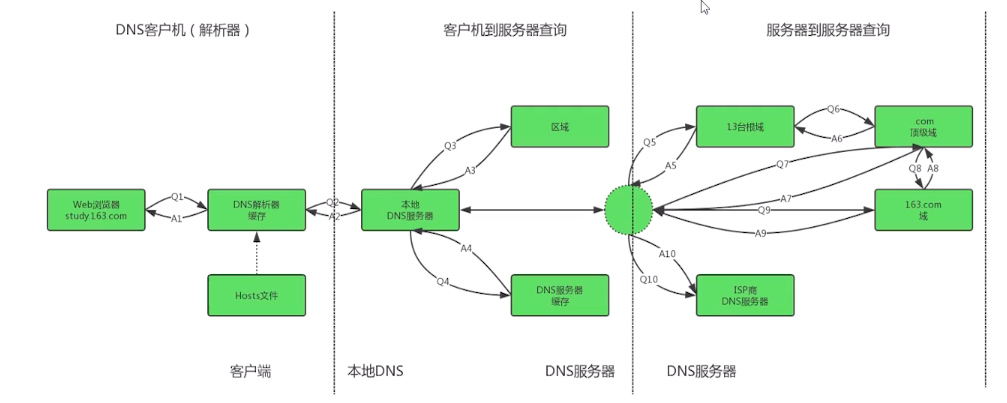 DNS客户机（解析器）
客户机到服务器查询
服务器到服务器查询
区域
13台根域
.com
顶级域
Q3
A3
Q5
A5
Q6
A6
Q7
A7
Q8
A8
Web浏览器
study.163.com
Q1
A1
DNS解析器
缓存
Q2
A2
本地
DNS服务器
Q9
A9
163.com
域
A4
Q4
A10
Q10
Hosts文件
DNS服务器
缓存
ISP商
DNS服务器
客户端
本地DNS
DNS服务器
DNS服务器